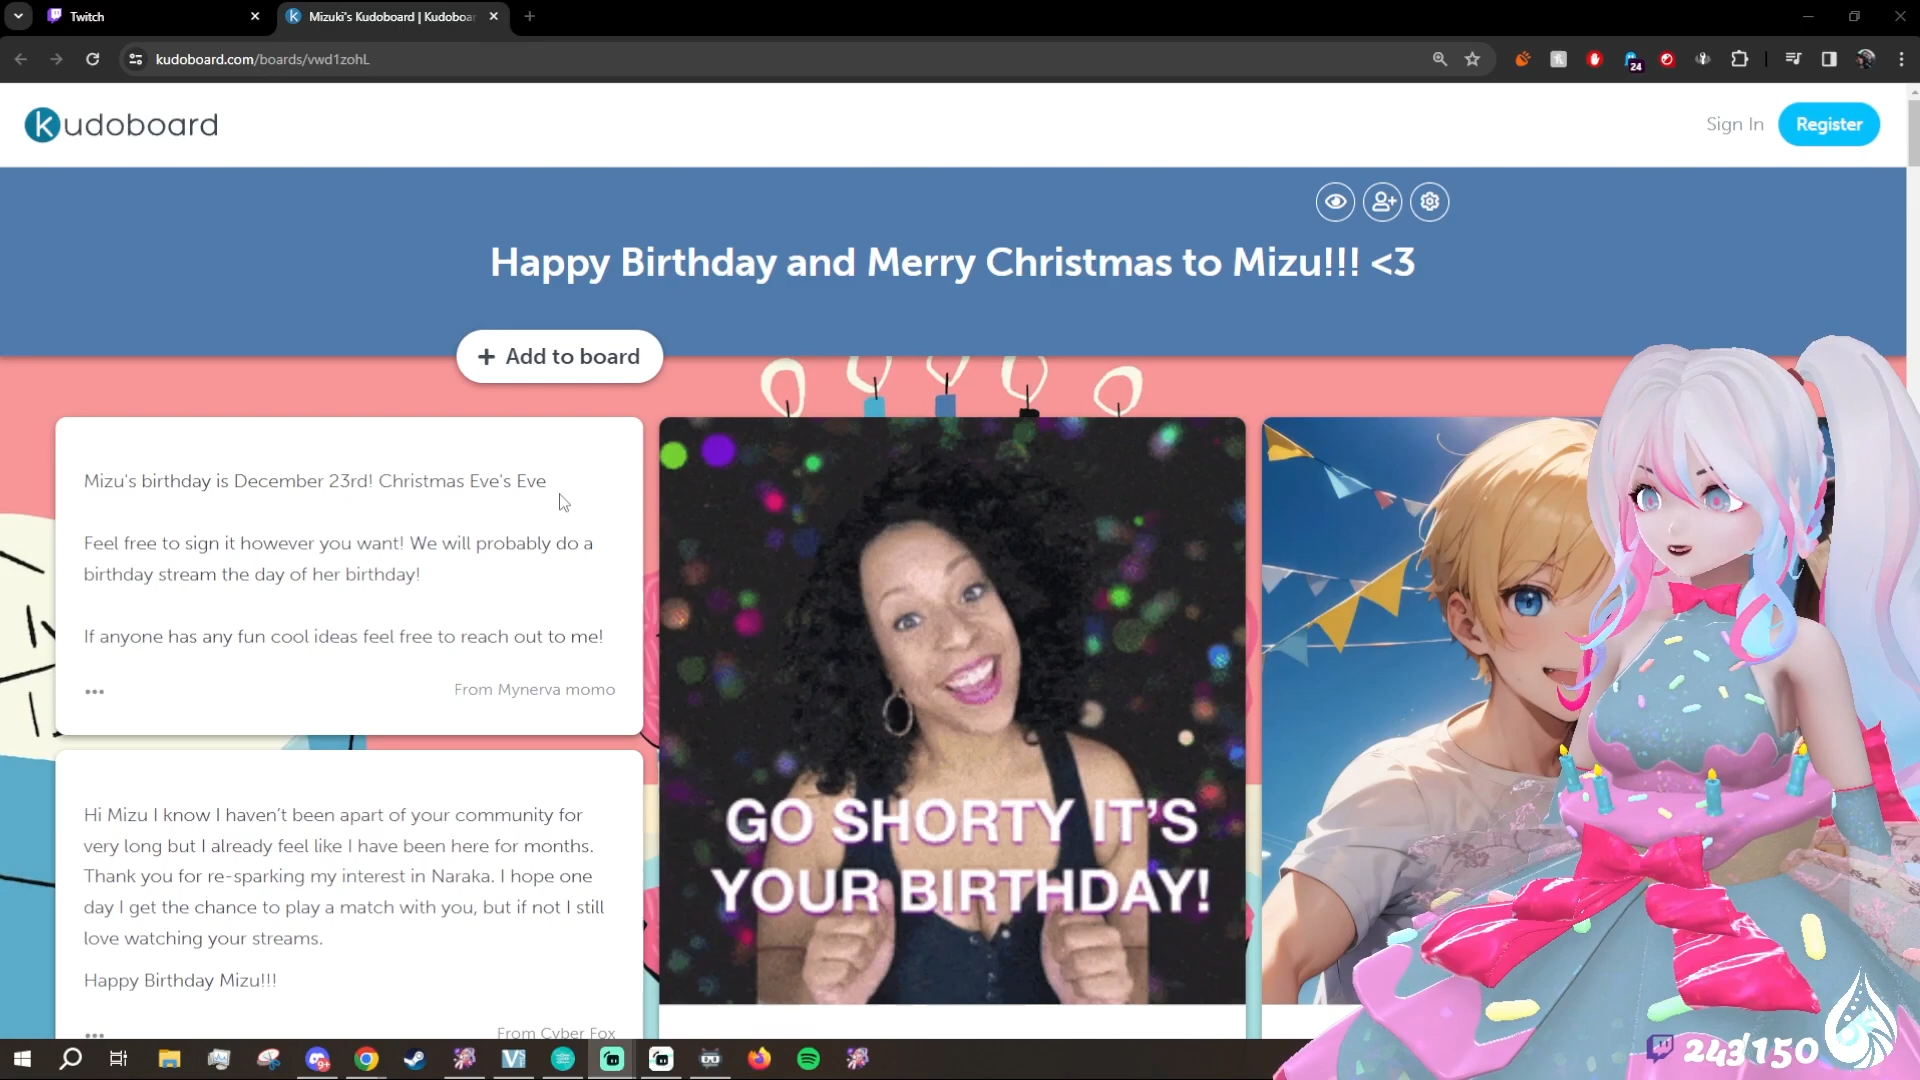 Twitch
Mizuki's Kudoboard | Kudoboar
kudoboard.com/boards/vwd1zohL
24
kudoboard
Sign In
Register
Happy Birthday and Merry Christmas to Mizu!!! <3
+ Add to board
Mizu's birthday is December 23rd! Christmas Eve's Eve
Feel free to sign it however you want! We will probably do a
birthday stream the day of her birthday!
If anyone has any fun cool ideas feel free to reach out to me!
From Mynerva momo
Hi Mizu I know I haven't been apart of your community for
very long but I already feel like I have been here for months.
Thank you for re-sparking my interest in Naraka. I hope one
day I get the chance to play a match with you, but if not I still
love watching your streams.
Happy Birthday Mizu!!!
From Cyber Fox
GO SHORTY IT'S
YOUR BIRTHDAY!
243/150